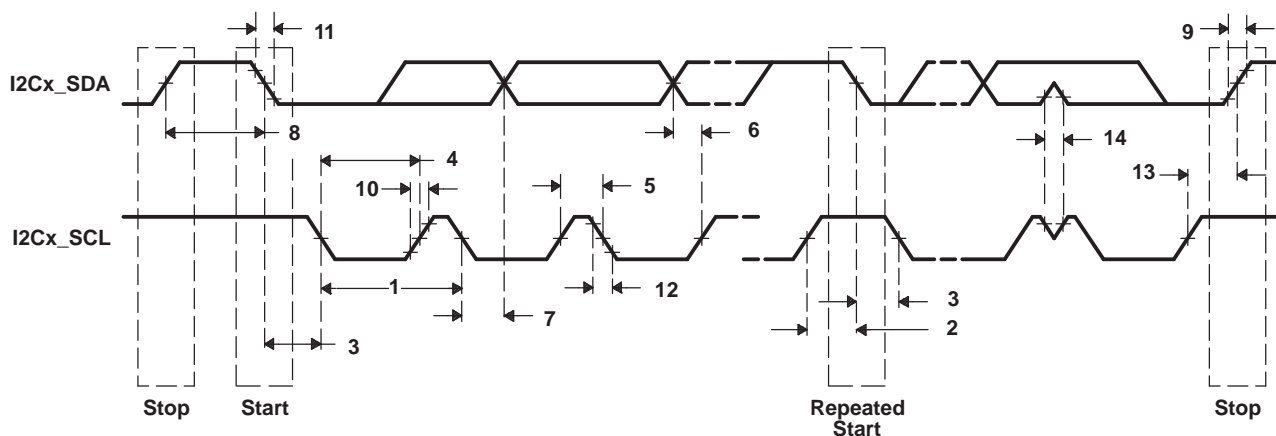 11
9
I2Cx_SDA
8
6
14
4
10
5
13
I2Cx_SCL
1
12
7
3
3
2
Stop
Start
Repeated
Start
Stop